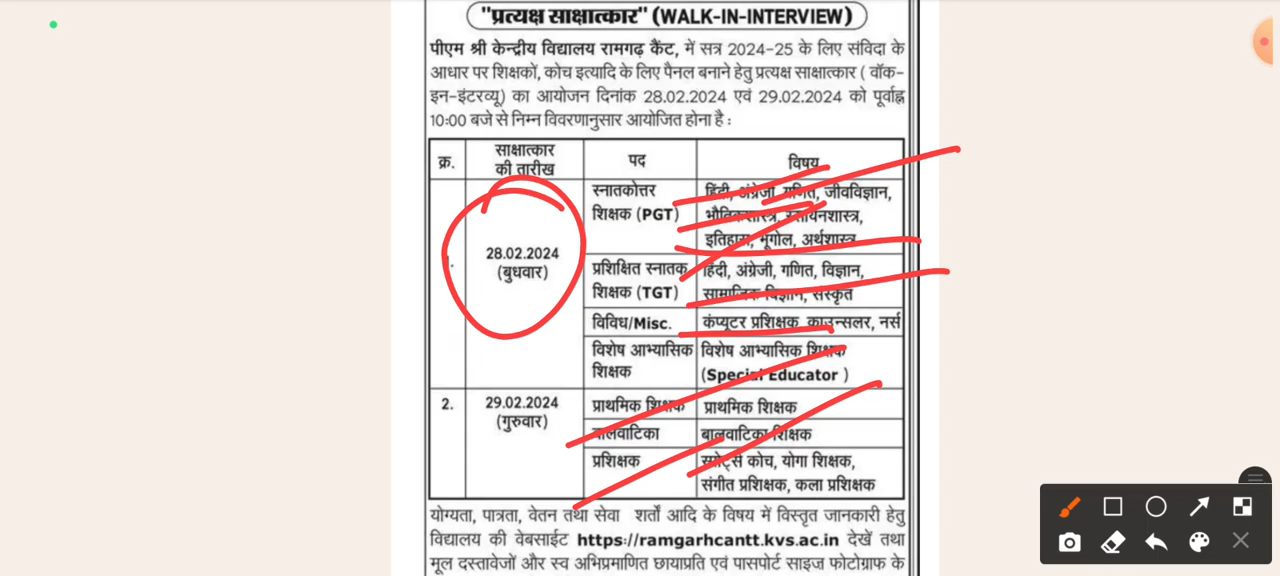 "प्रत्यक्ष साक्षात्कार" (WALK-IN-INTERVIEW)
पीएम श्री केन्द्रीय विद्यालय रामगढ़ कैंट, में सत्र 2024-25 के लिए संविदा के
आधार पर शिक्षकों, कोच इत्यादि के लिए पैनल बनाने हेतु प्रत्यक्ष साक्षात्कार ( वॉक-
इन-इंटरव्यू) का आयोजन दिनांक 28.02.2024 एवं 29.02.2024 को पूर्वाह्न
10:00 बजे से निम्न विवरणानुसार आयोजित होना है :
क्र. साक्षात्कार की तारीख पद विषय
1. 28.02.2024 (बुधवार)
स्नातकोत्तर शिक्षक (PGT)
हिंदी, अंग्रेजी, गणित, जीवविज्ञान,
भौतिकशास्त्र, रसायनशास्त्र,
इतिहास, भूगोल, अर्थशास्त्र
प्रशिक्षित स्नातक शिक्षक (TGT)
हिंदी, अंग्रेजी, गणित, विज्ञान,
सामाजिक विज्ञान, संस्कृत
विविध/Misc. कंप्यूटर प्रशिक्षक, काउन्सलर, नर्स
विशेष आभ्यासिक शिक्षक
विशेष आभ्यासिक शिक्षक
(Special Educator )
2. 29.02.2024 (गुरुवार)
प्राथमिक शिक्षक प्राथमिक शिक्षक
बालवाटिका बालवाटिका शिक्षक
प्रशिक्षक स्पोर्ट्स कोच, योगा शिक्षक,
संगीत प्रशिक्षक, कला प्रशिक्षक
योग्यता, पात्रता, वेतन तथा सेवा शर्तों आदि के विषय में विस्तृत जानकारी हेतु
विद्यालय की वेबसाईट https://ramgarhcantt.kvs.ac.in देखें तथा
मूल दस्तावेजों और स्व अभिप्रमाणित छायाप्रति एवं पासपोर्ट साइज फोटोग्राफ के